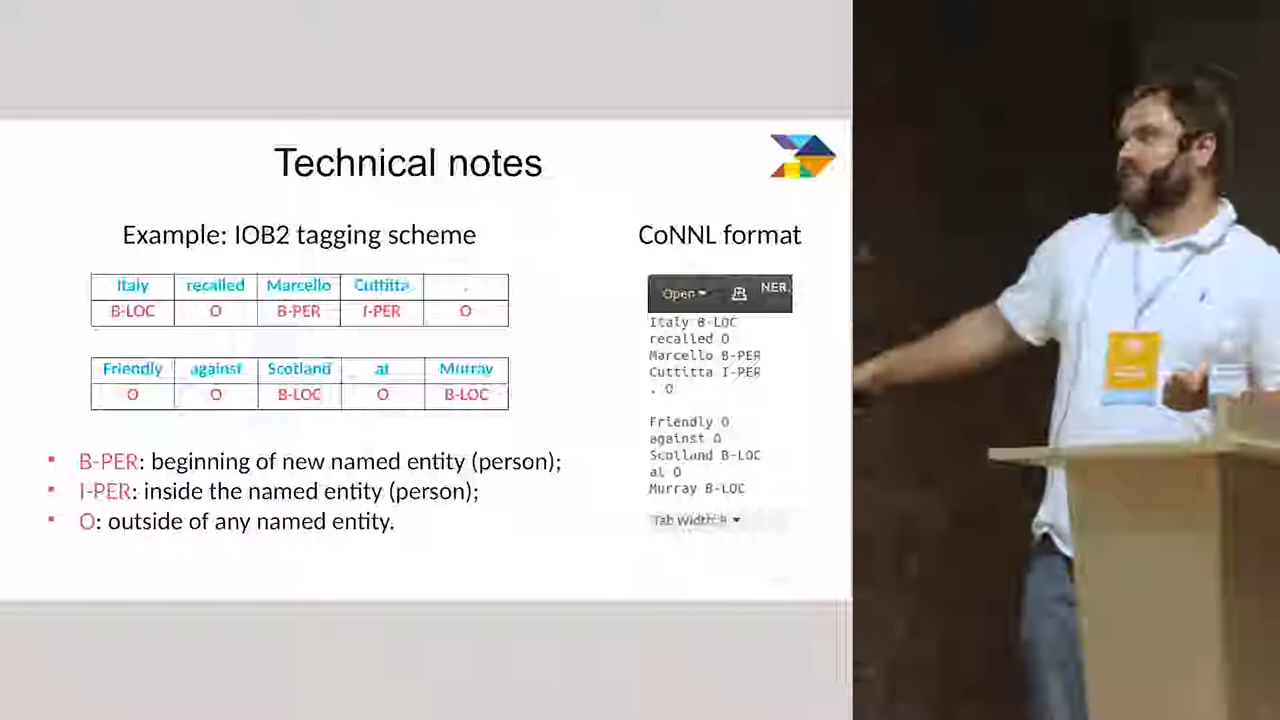 Technical notes
Example: IOB2 tagging scheme
Italy recalled Marcello Cuttitta .
B-LOC O B-PER I-PER O
Friendly against Scotland at Murray
O O B-LOC O B-LOC
B-PER: beginning of new named entity (person);
I-PER: inside the named entity (person);
O: outside of any named entity.
CoNNL format
Open NER.
Italy B-LOC
recalled O
Marcello B-PER
Cuttitta I-PER
. O
Friendly O
against O
Scotland B-LOC
at O
Murray B-LOC
Tab Width: 8